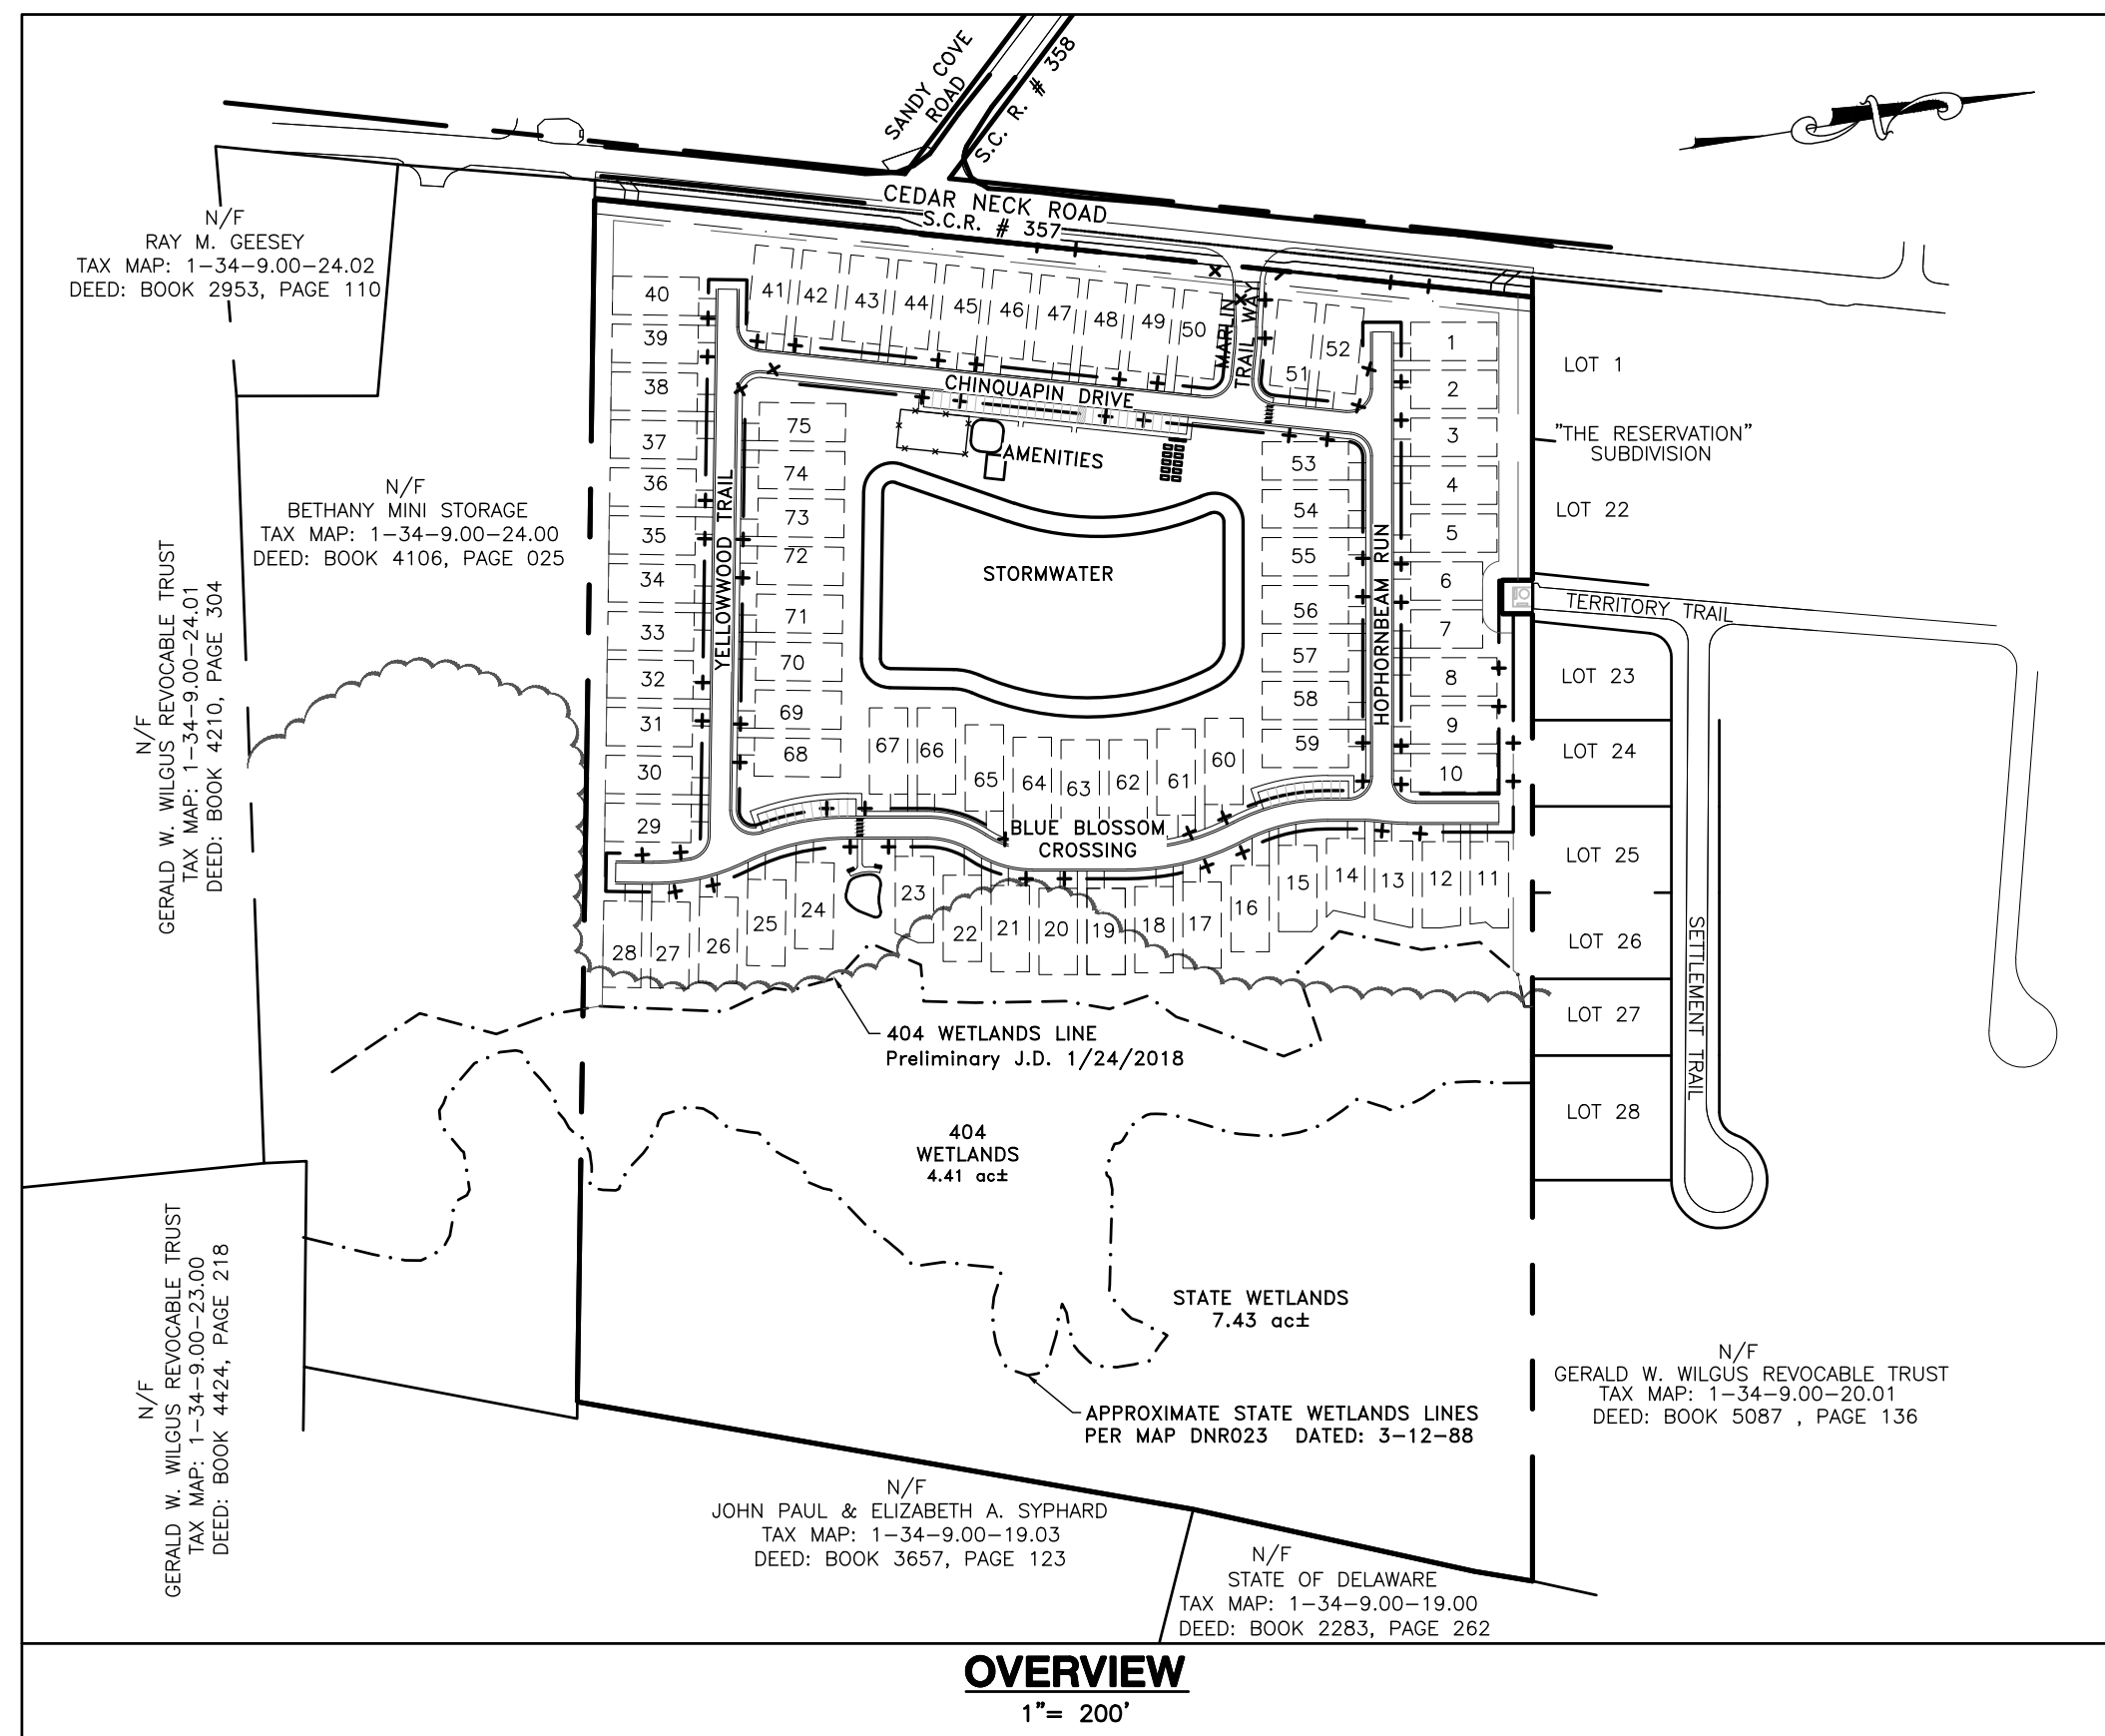 SANDY COVE
ROAD
S.C. R. # 358
CEDAR NECK ROAD
S.C.R. # 357
N
N/F
RAY M. GEESEY
TAX MAP: 1-34-9.00-24.02
DEED: BOOK 2953, PAGE 110
N/F
BETHANY MINI STORAGE
TAX MAP: 1-34-9.00-24.00
DEED: BOOK 4106, PAGE 025
N/F
GERALD W. WILGUS REVOCABLE TRUST
TAX MAP: 1-34-9.00-24.01
DEED: BOOK 4210, PAGE 304
N/F
GERALD W. WILGUS REVOCABLE TRUST
TAX MAP: 1-34-9.00-23.00
DEED: BOOK 4424, PAGE 218
40
39
38
37
36
35
34
33
32
31
30
29
41
42
43
44
45
46
47
48
49
50
MARLIN
TRAIL WAY
51
52
CHINQUAPIN DRIVE
YELLOWWOOD TRAIL
75
74
73
72
71
70
69
68
AMENITIES
STORMWATER
53
54
55
56
57
58
59
HOPHORNBEAM RUN
1
2
3
4
5
6
7
8
9
10
67
66
65
64
63
62
61
60
BLUE BLOSSOM
CROSSING
28
27
26
25
24
23
22
21
20
19
18
17
16
15
14
13
12
11
LOT 1
"THE RESERVATION"
SUBDIVISION
LOT 22
TERRITORY TRAIL
LOT 23
LOT 24
LOT 25
LOT 26
LOT 27
LOT 28
SETTLEMENT TRAIL
404 WETLANDS LINE
Preliminary J.D. 1/24/2018
404
WETLANDS
4.41 ac±
STATE WETLANDS
7.43 ac±
APPROXIMATE STATE WETLANDS LINES
PER MAP DNR023 DATED: 3-12-88
N/F
GERALD W. WILGUS REVOCABLE TRUST
TAX MAP: 1-34-9.00-20.01
DEED: BOOK 5087 , PAGE 136
N/F
JOHN PAUL & ELIZABETH A. SYPHARD
TAX MAP: 1-34-9.00-19.03
DEED: BOOK 3657, PAGE 123
N/F
STATE OF DELAWARE
TAX MAP: 1-34-9.00-19.00
DEED: BOOK 2283, PAGE 262
OVERVIEW
1"= 200'